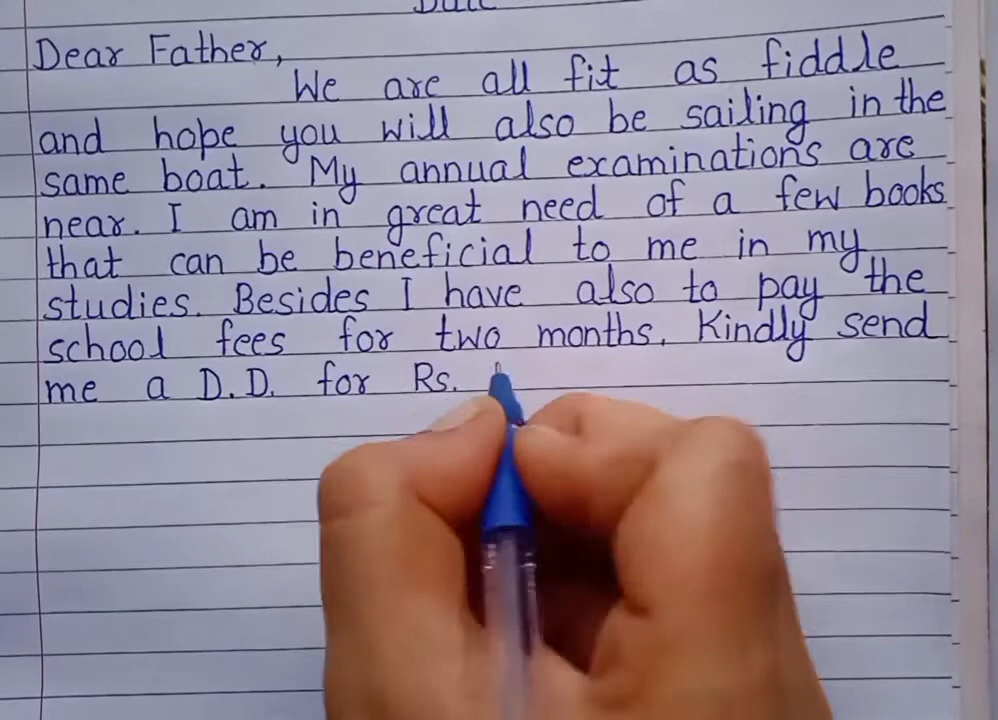 Dear Father,
We are all fit as fiddle
and hope you will also be sailing in the
same boat. My annual examinations are
near. I am in great need of a few books
that can be beneficial to me in my
studies. Besides I have also to pay the
school fees for two months. Kindly send
me a D.D. for Rs.